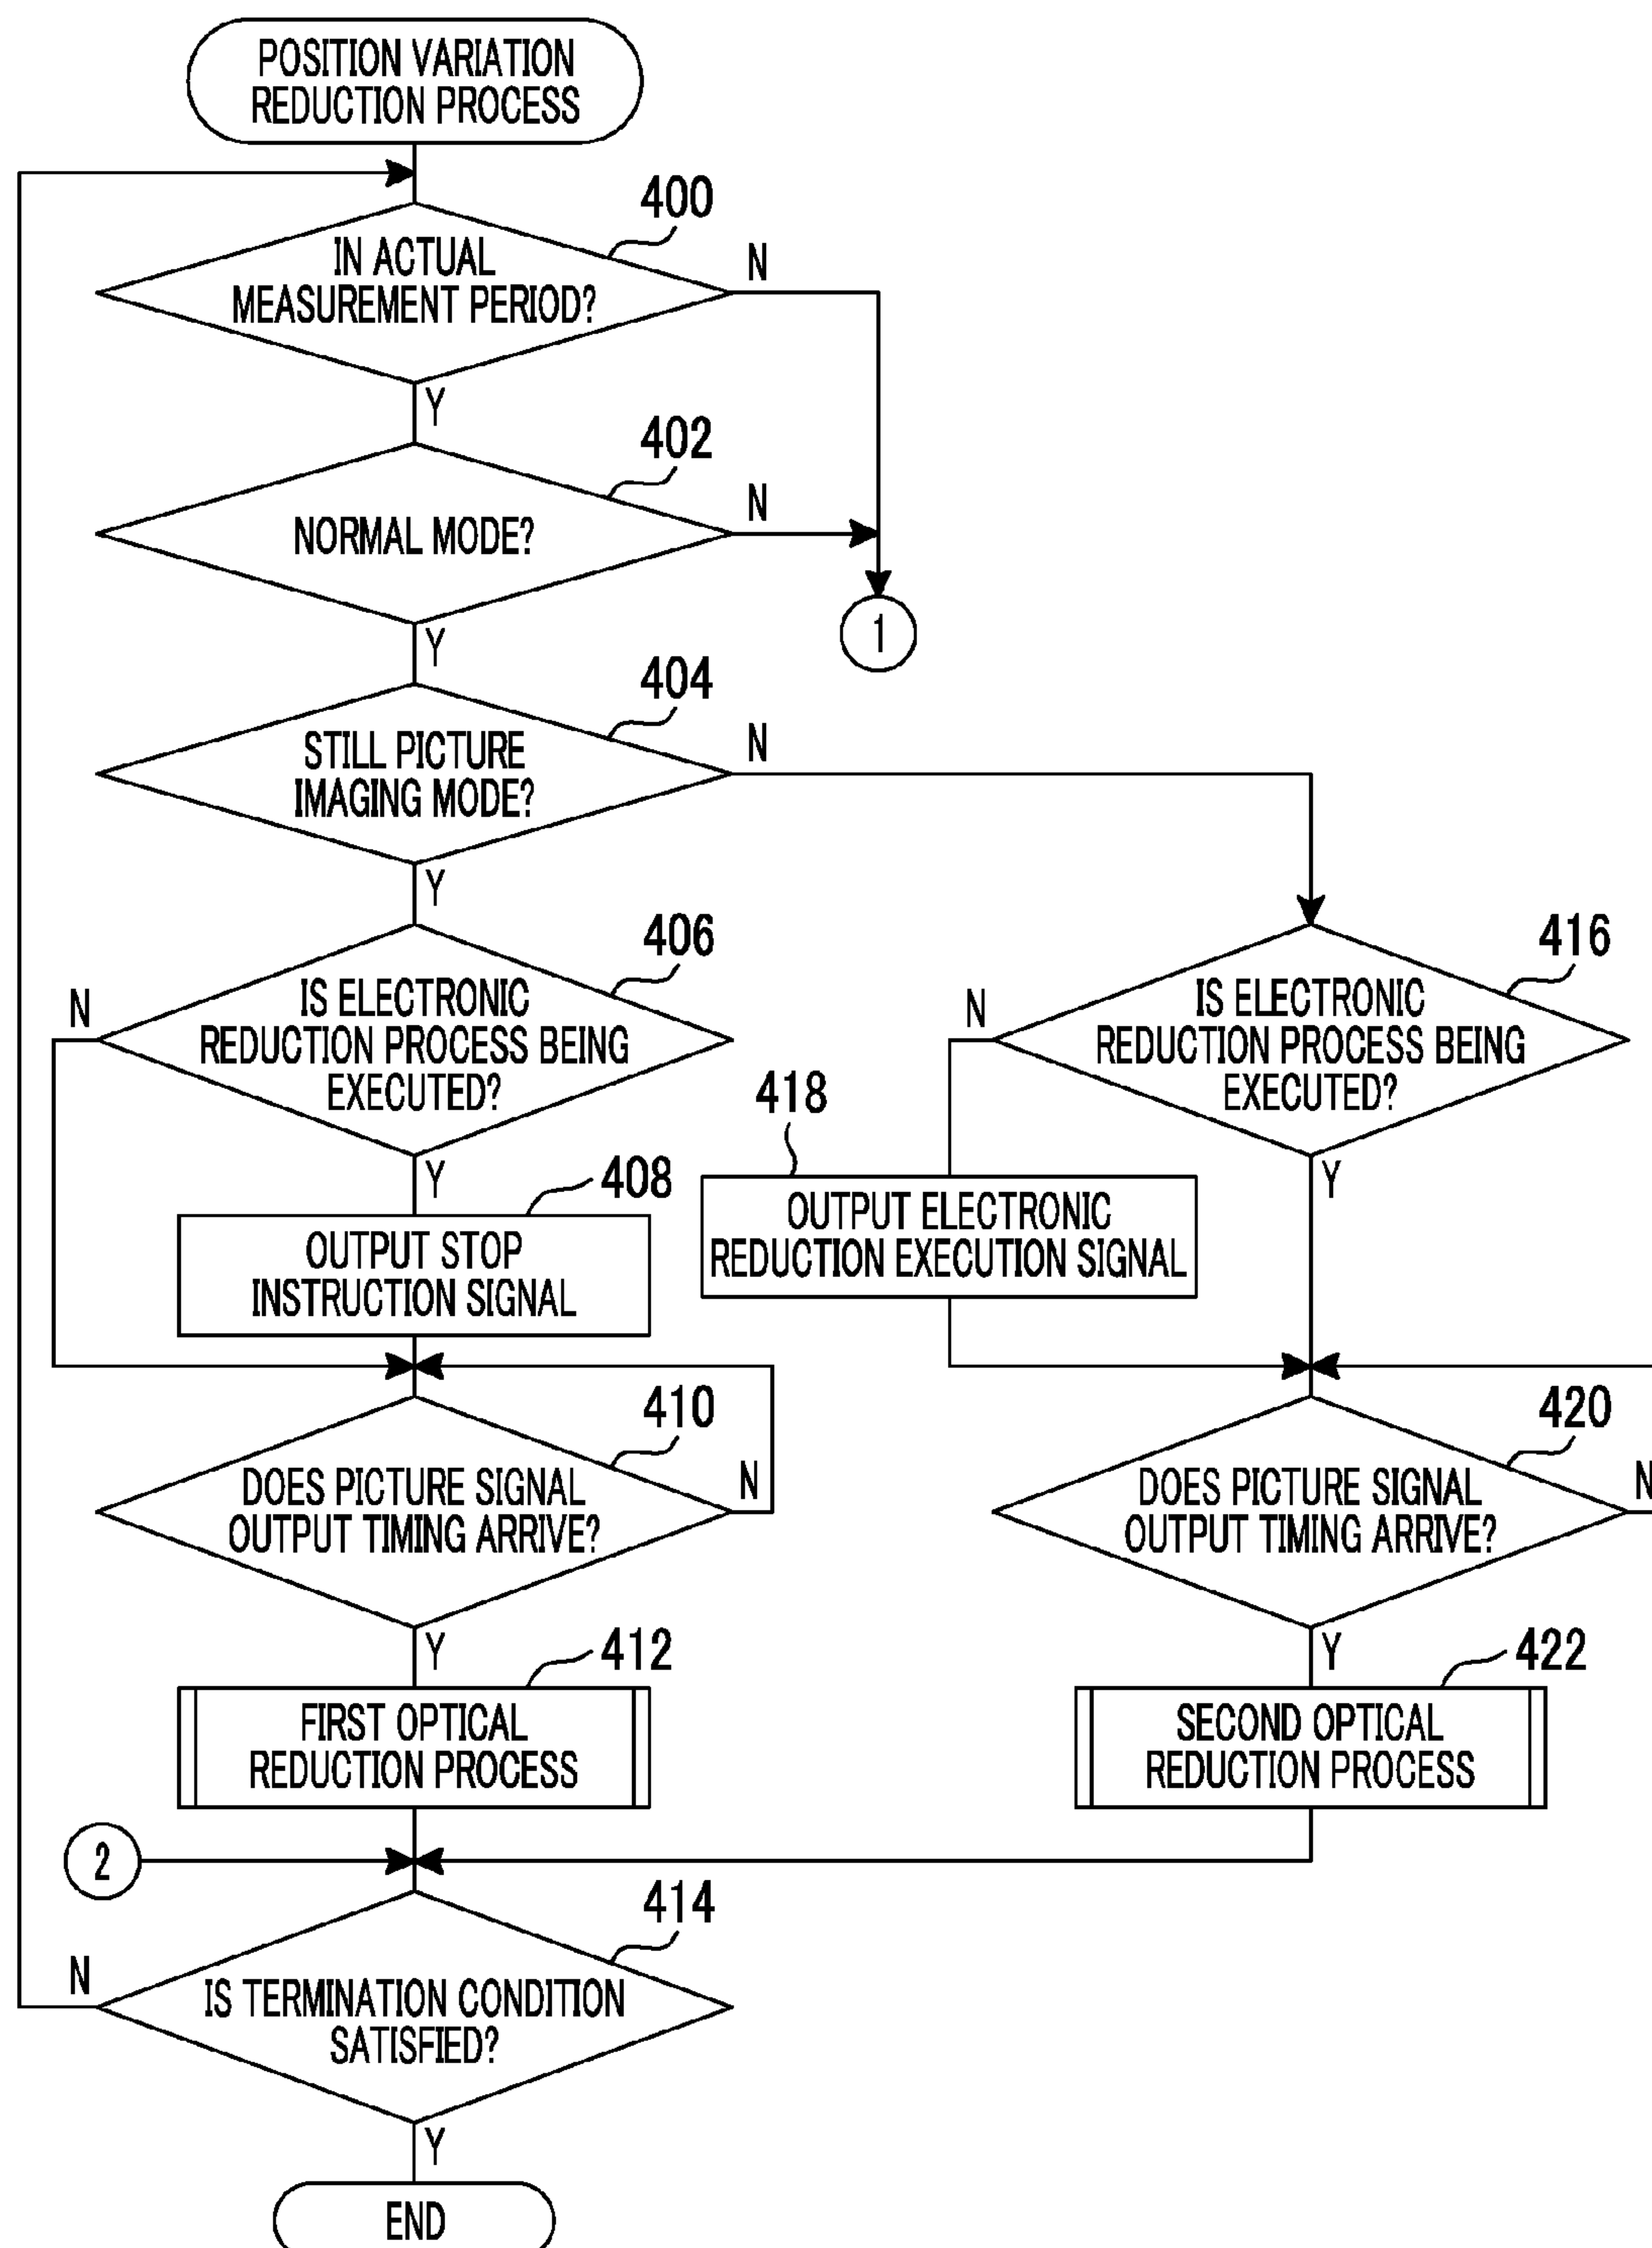 POSITION VARIATION
REDUCTION PROCESS
400
IN ACTUAL
MEASUREMENT PERIOD?
N
Y
402
NORMAL MODE?
N
1
Y
404
STILL PICTURE
IMAGING MODE?
N
Y
406
IS ELECTRONIC
REDUCTION PROCESS BEING
EXECUTED?
N
Y
408
OUTPUT STOP
INSTRUCTION SIGNAL
410
DOES PICTURE SIGNAL
OUTPUT TIMING ARRIVE?
N
Y
412
FIRST OPTICAL
REDUCTION PROCESS
416
IS ELECTRONIC
REDUCTION PROCESS BEING
EXECUTED?
N
Y
418
OUTPUT ELECTRONIC
REDUCTION EXECUTION SIGNAL
420
DOES PICTURE SIGNAL
OUTPUT TIMING ARRIVE?
N
Y
422
SECOND OPTICAL
REDUCTION PROCESS
2
414
IS TERMINATION CONDITION
SATISFIED?
N
Y
END